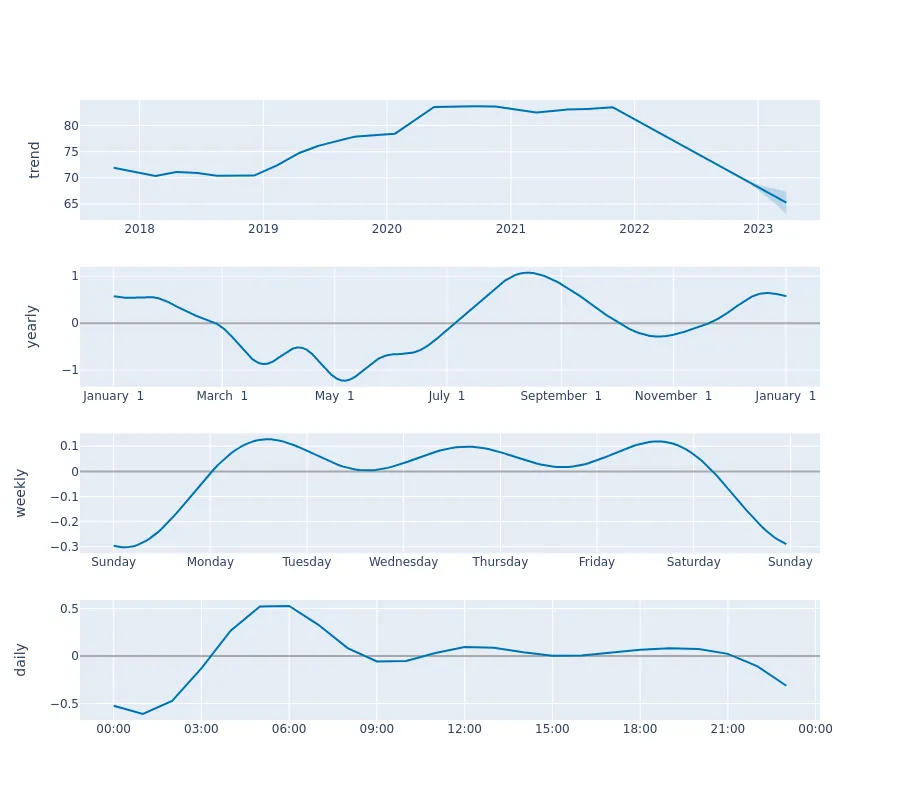 trend
80
75
70
65
2018 2019 2020 2021 2022 2023
yearly
1
0
−1
January 1 March 1 May 1 July 1 September 1 November 1 January 1
weekly
0.1
0
−0.1
−0.2
−0.3
Sunday Monday Tuesday Wednesday Thursday Friday Saturday Sunday
daily
0.5
0
−0.5
00:00 03:00 06:00 09:00 12:00 15:00 18:00 21:00 00:00